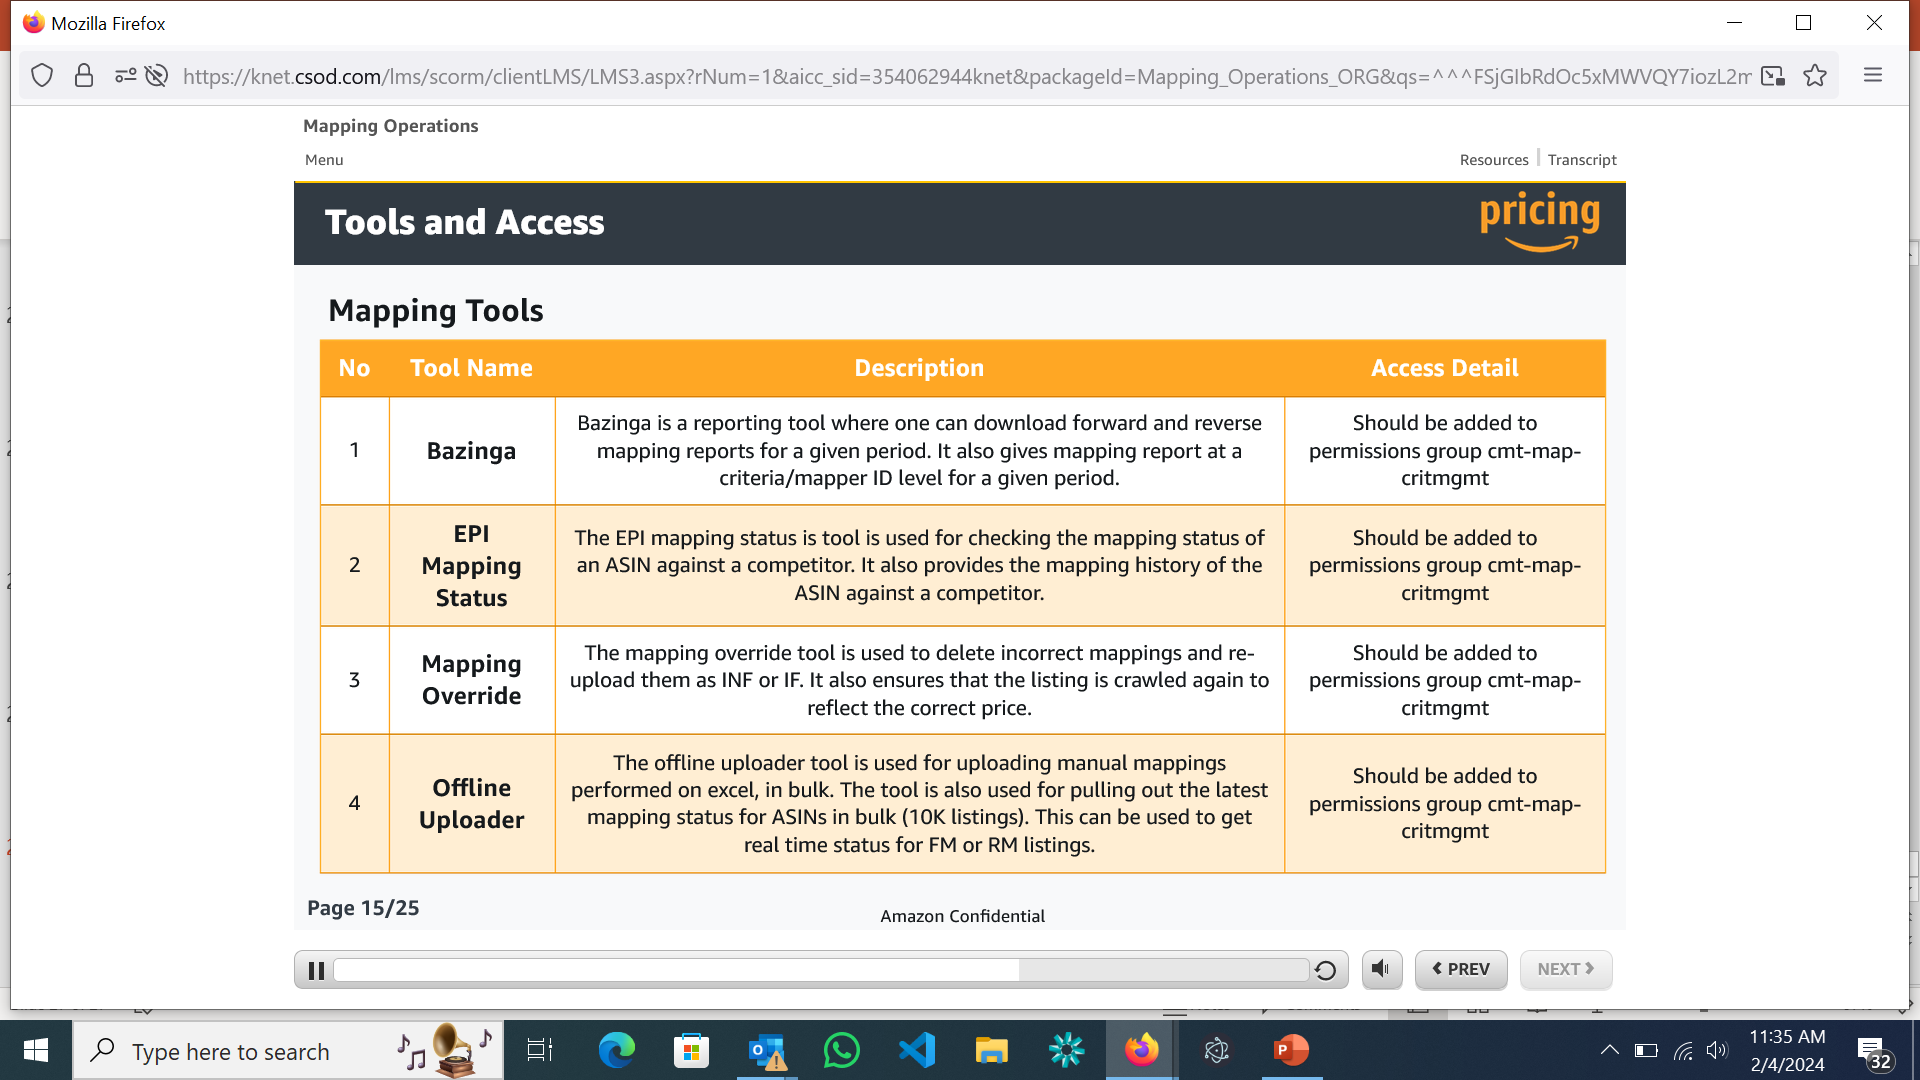 Mozilla Firefox
https://knet.csod.com/lms/scorm/clientLMS/LMS3.aspx?rNum=1&aicc_sid=354062944knet&packageId=Mapping_Operations_ORG&qs=^^^FSjGIbRdOc5xMWVQY7iozL2m
Mapping Operations
Menu
Resources
Transcript
Tools and Access
pricing
Mapping Tools
No
Tool Name
Description
Access Detail
1
Bazinga
Bazinga is a reporting tool where one can download forward and reverse
mapping reports for a given period. It also gives mapping report at a
criteria/mapper ID level for a given period.
Should be added to
permissions group cmt-map-
critmgmt
2
EPI
Mapping
Status
The EPI mapping status is tool is used for checking the mapping status of
an ASIN against a competitor. It also provides the mapping history of the
ASIN against a competitor.
Should be added to
permissions group cmt-map-
critmgmt
3
Mapping
Override
The mapping override tool is used to delete incorrect mappings and re-
upload them as INF or IF. It also ensures that the listing is crawled again to
reflect the correct price.
Should be added to
permissions group cmt-map-
critmgmt
4
Offline
Uploader
The offline uploader tool is used for uploading manual mappings
performed on excel, in bulk. The tool is also used for pulling out the latest
mapping status for ASINs in bulk (10K listings). This can be used to get
real time status for FM or RM listings.
Should be added to
permissions group cmt-map-
critmgmt
Page 15/25
Amazon Confidential
PREV
NEXT
Type here to search
11:35 AM
2/4/2024
32